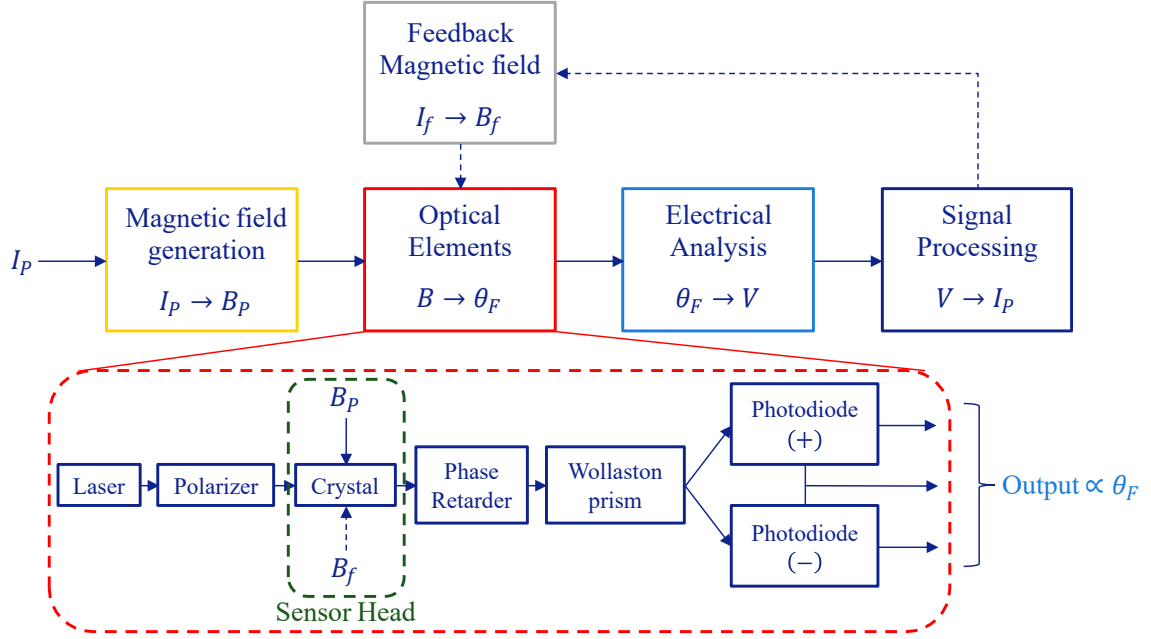 Feedback
Magnetic field
I_f → B_f
I_P
Magnetic field
generation
I_P → B_P
Optical
Elements
B → θ_F
Electrical
Analysis
θ_F → V
Signal
Processing
V → I_P
B_P
Laser
Polarizer
Crystal
Phase
Retarder
Wollaston
prism
Photodiode
(+)
Photodiode
(−)
Output ∝ θ_F
B_f
Sensor Head